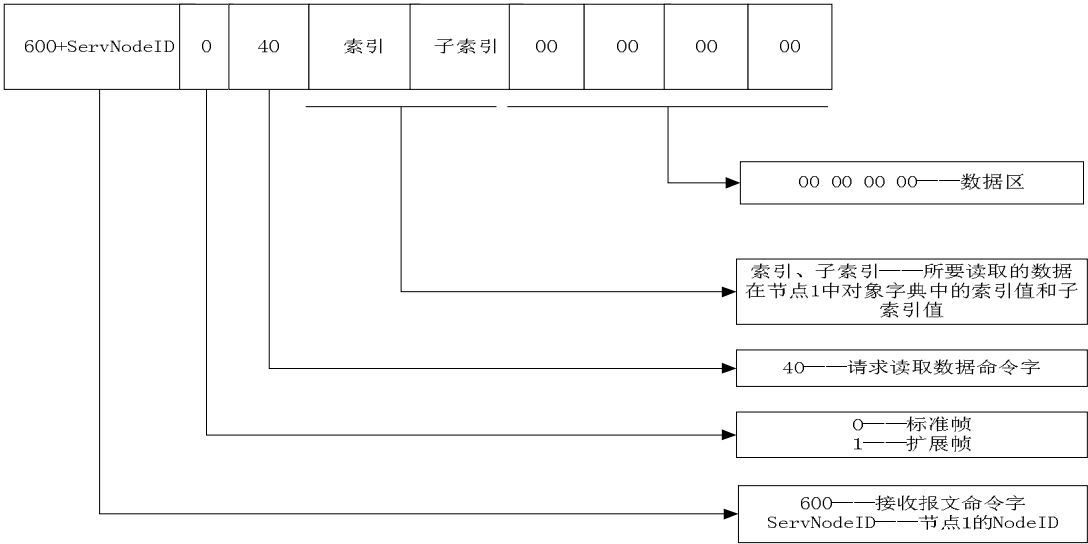 600+ServNodeID 0 40 索引 子索引 00 00 00 00
00 00 00 00——数据区
索引、子索引——所要读取的数据
在节点1中对象字典中的索引值和子
索引值
40——请求读取数据命令字
0——标准帧
1——扩展帧
600——接收报文命令字
ServNodeID——节点1的NodeID